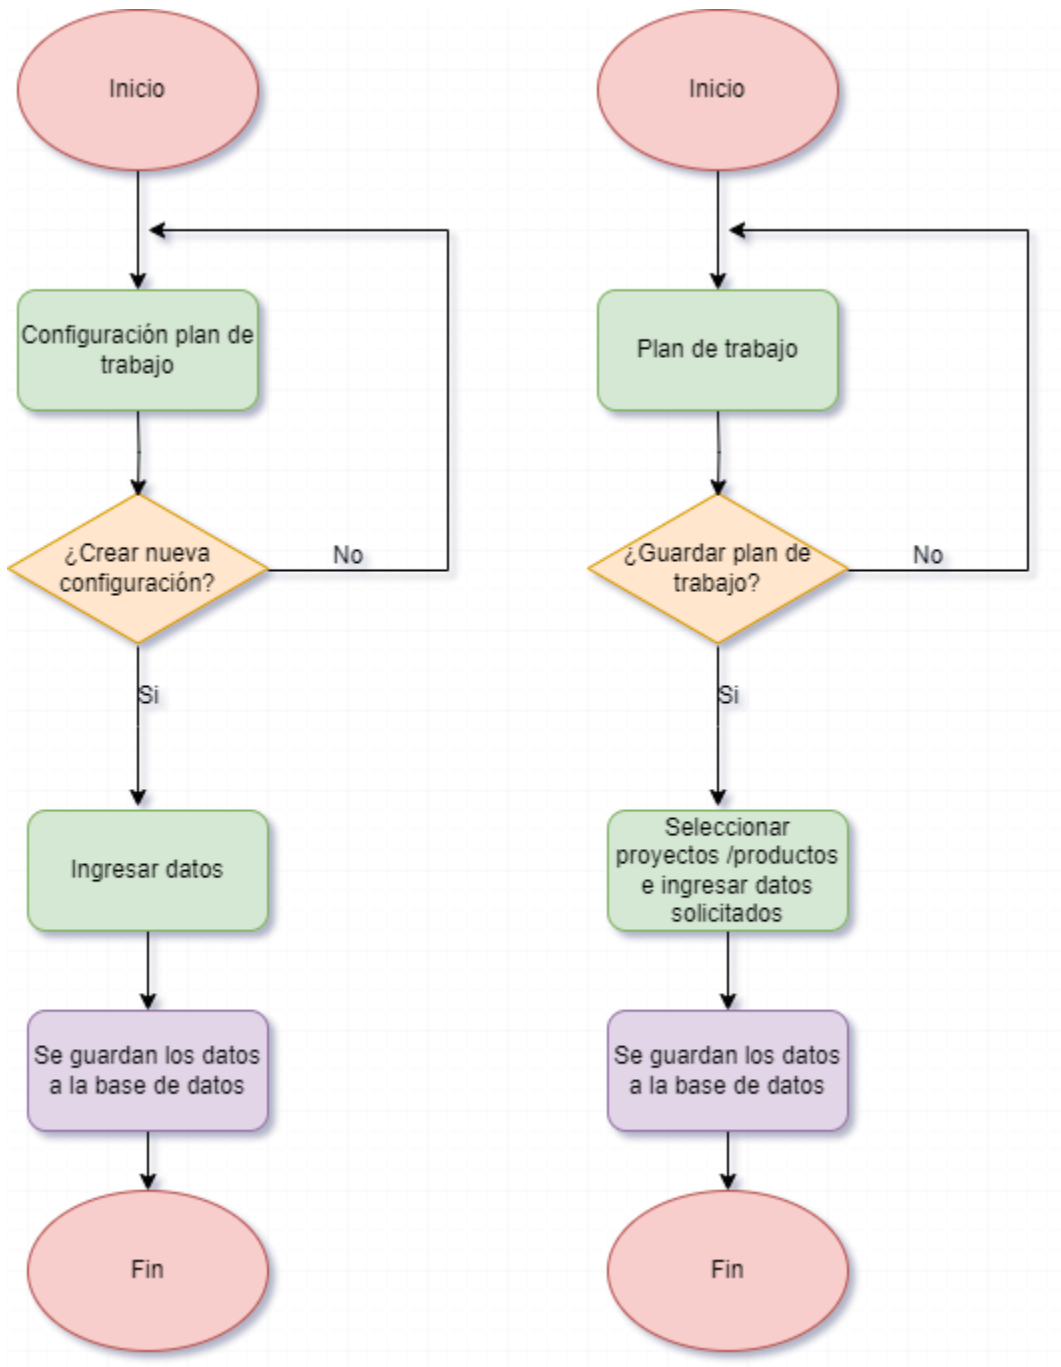 Inicio
Configuración plan de
trabajo
¿Crear nueva
configuración?
No
Si
Ingresar datos
Se guardan los datos
a la base de datos
Fin
Inicio
Plan de trabajo
¿Guardar plan de
trabajo?
No
Si
Seleccionar
proyectos /productos
e ingresar datos
solicitados
Se guardan los datos
a la base de datos
Fin